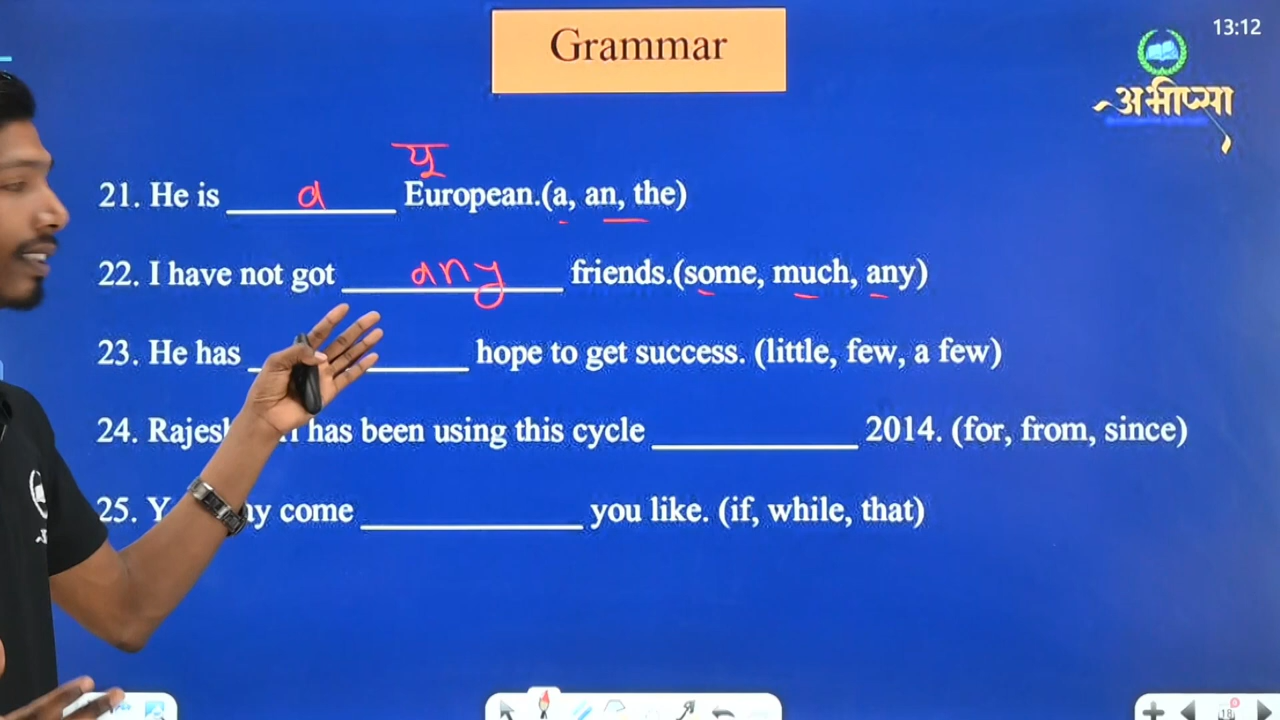 Grammar
13:12
अभीप्सा
यू
21. He is a European.(a, an, the)
22. I have not got any friends.(some, much, any)
23. He has hope to get success. (little, few, a few)
24. has been using this cycle 2014. (for, from, since)
25. come you like. (if, while, that)
18